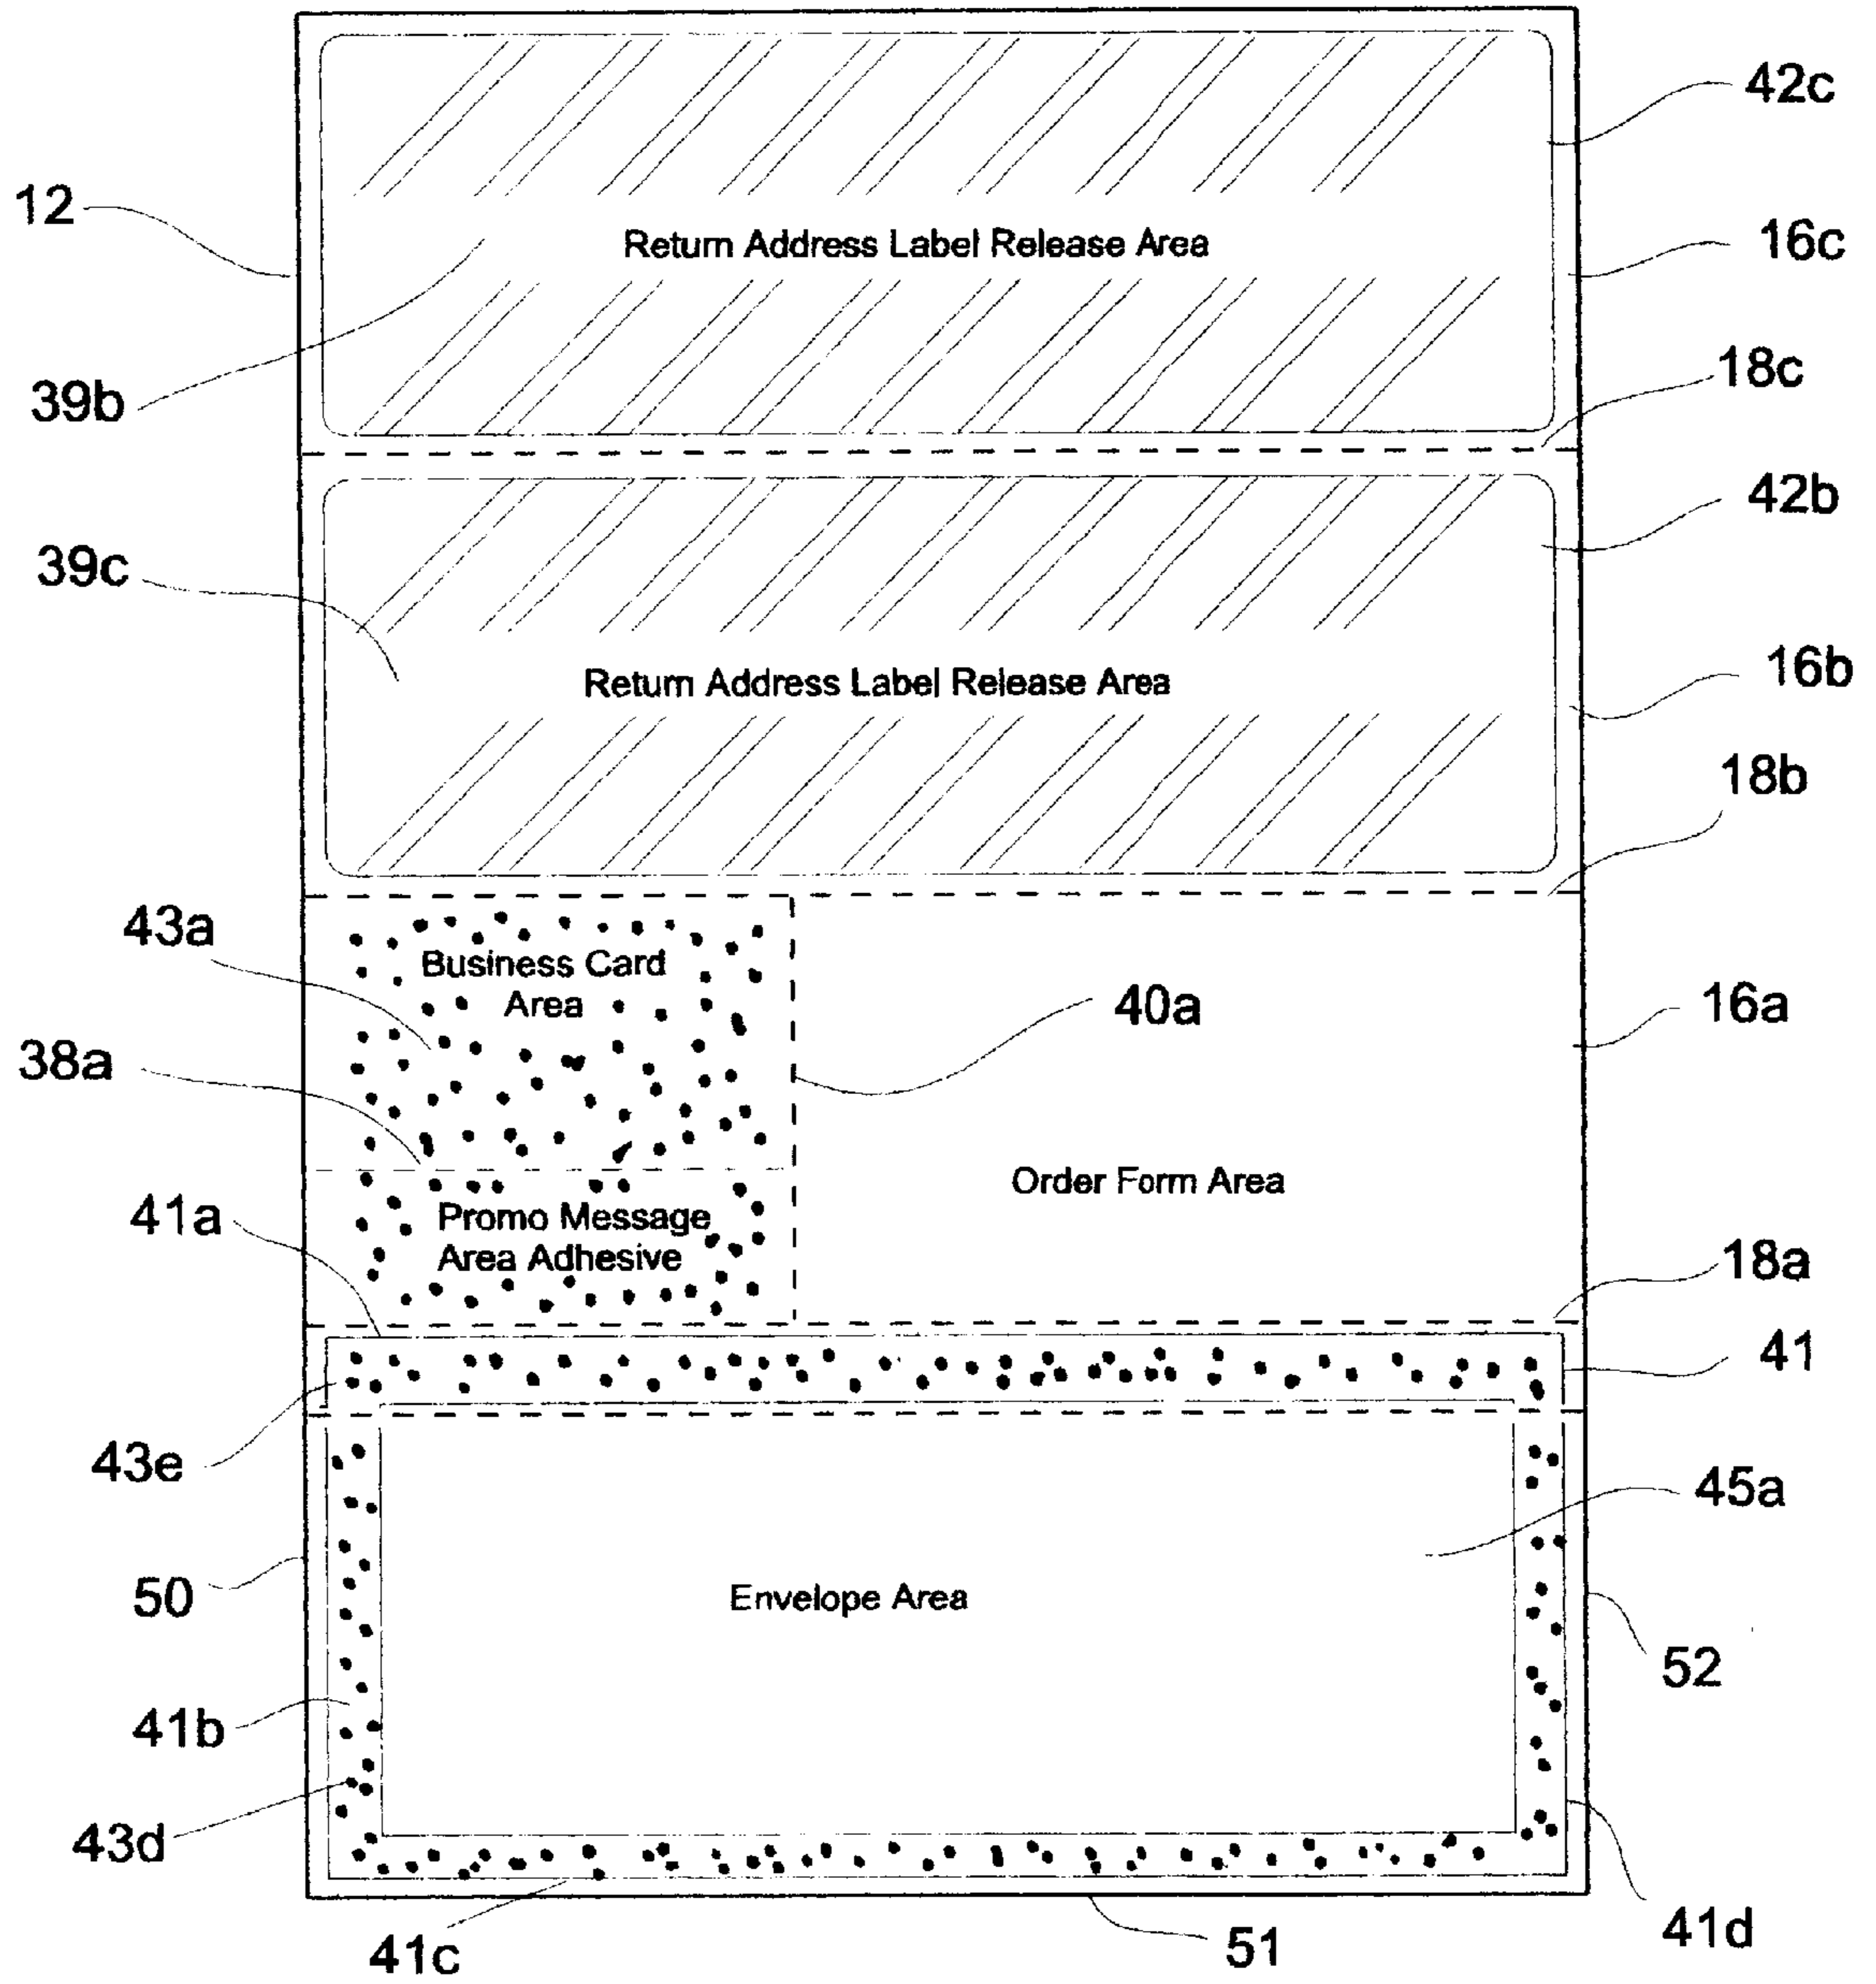 42c
12
16c
Return Address Label Release Area
18c
39b
42b
39c
16b
Return Address Label Release Area
18b
43a
Business Card
Area
40a
16a
38a
Order Form Area
41a
Promo Message
Area Adhesive
18a
41
43e
45a
50
Envelope Area
52
41b
43d
41d
41c
51